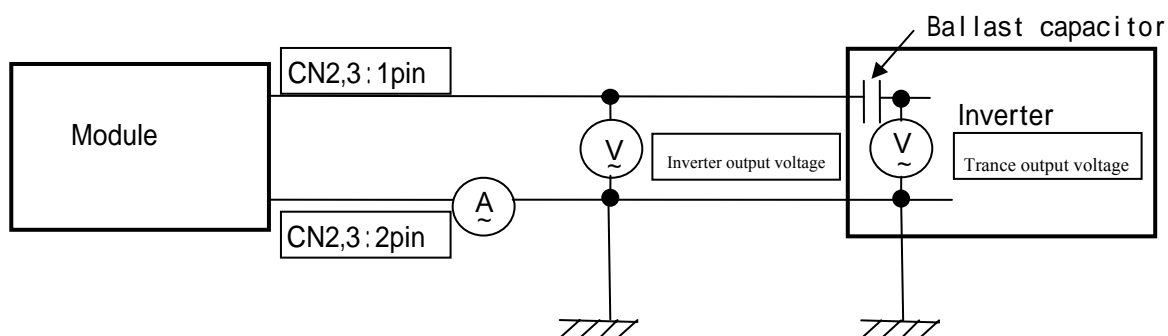 Ballast capacitor
CN2,3:1pin
Module
Inverter
V
~
Inverter output voltage
V
~
Trance output voltage
A
~
CN2,3:2pin